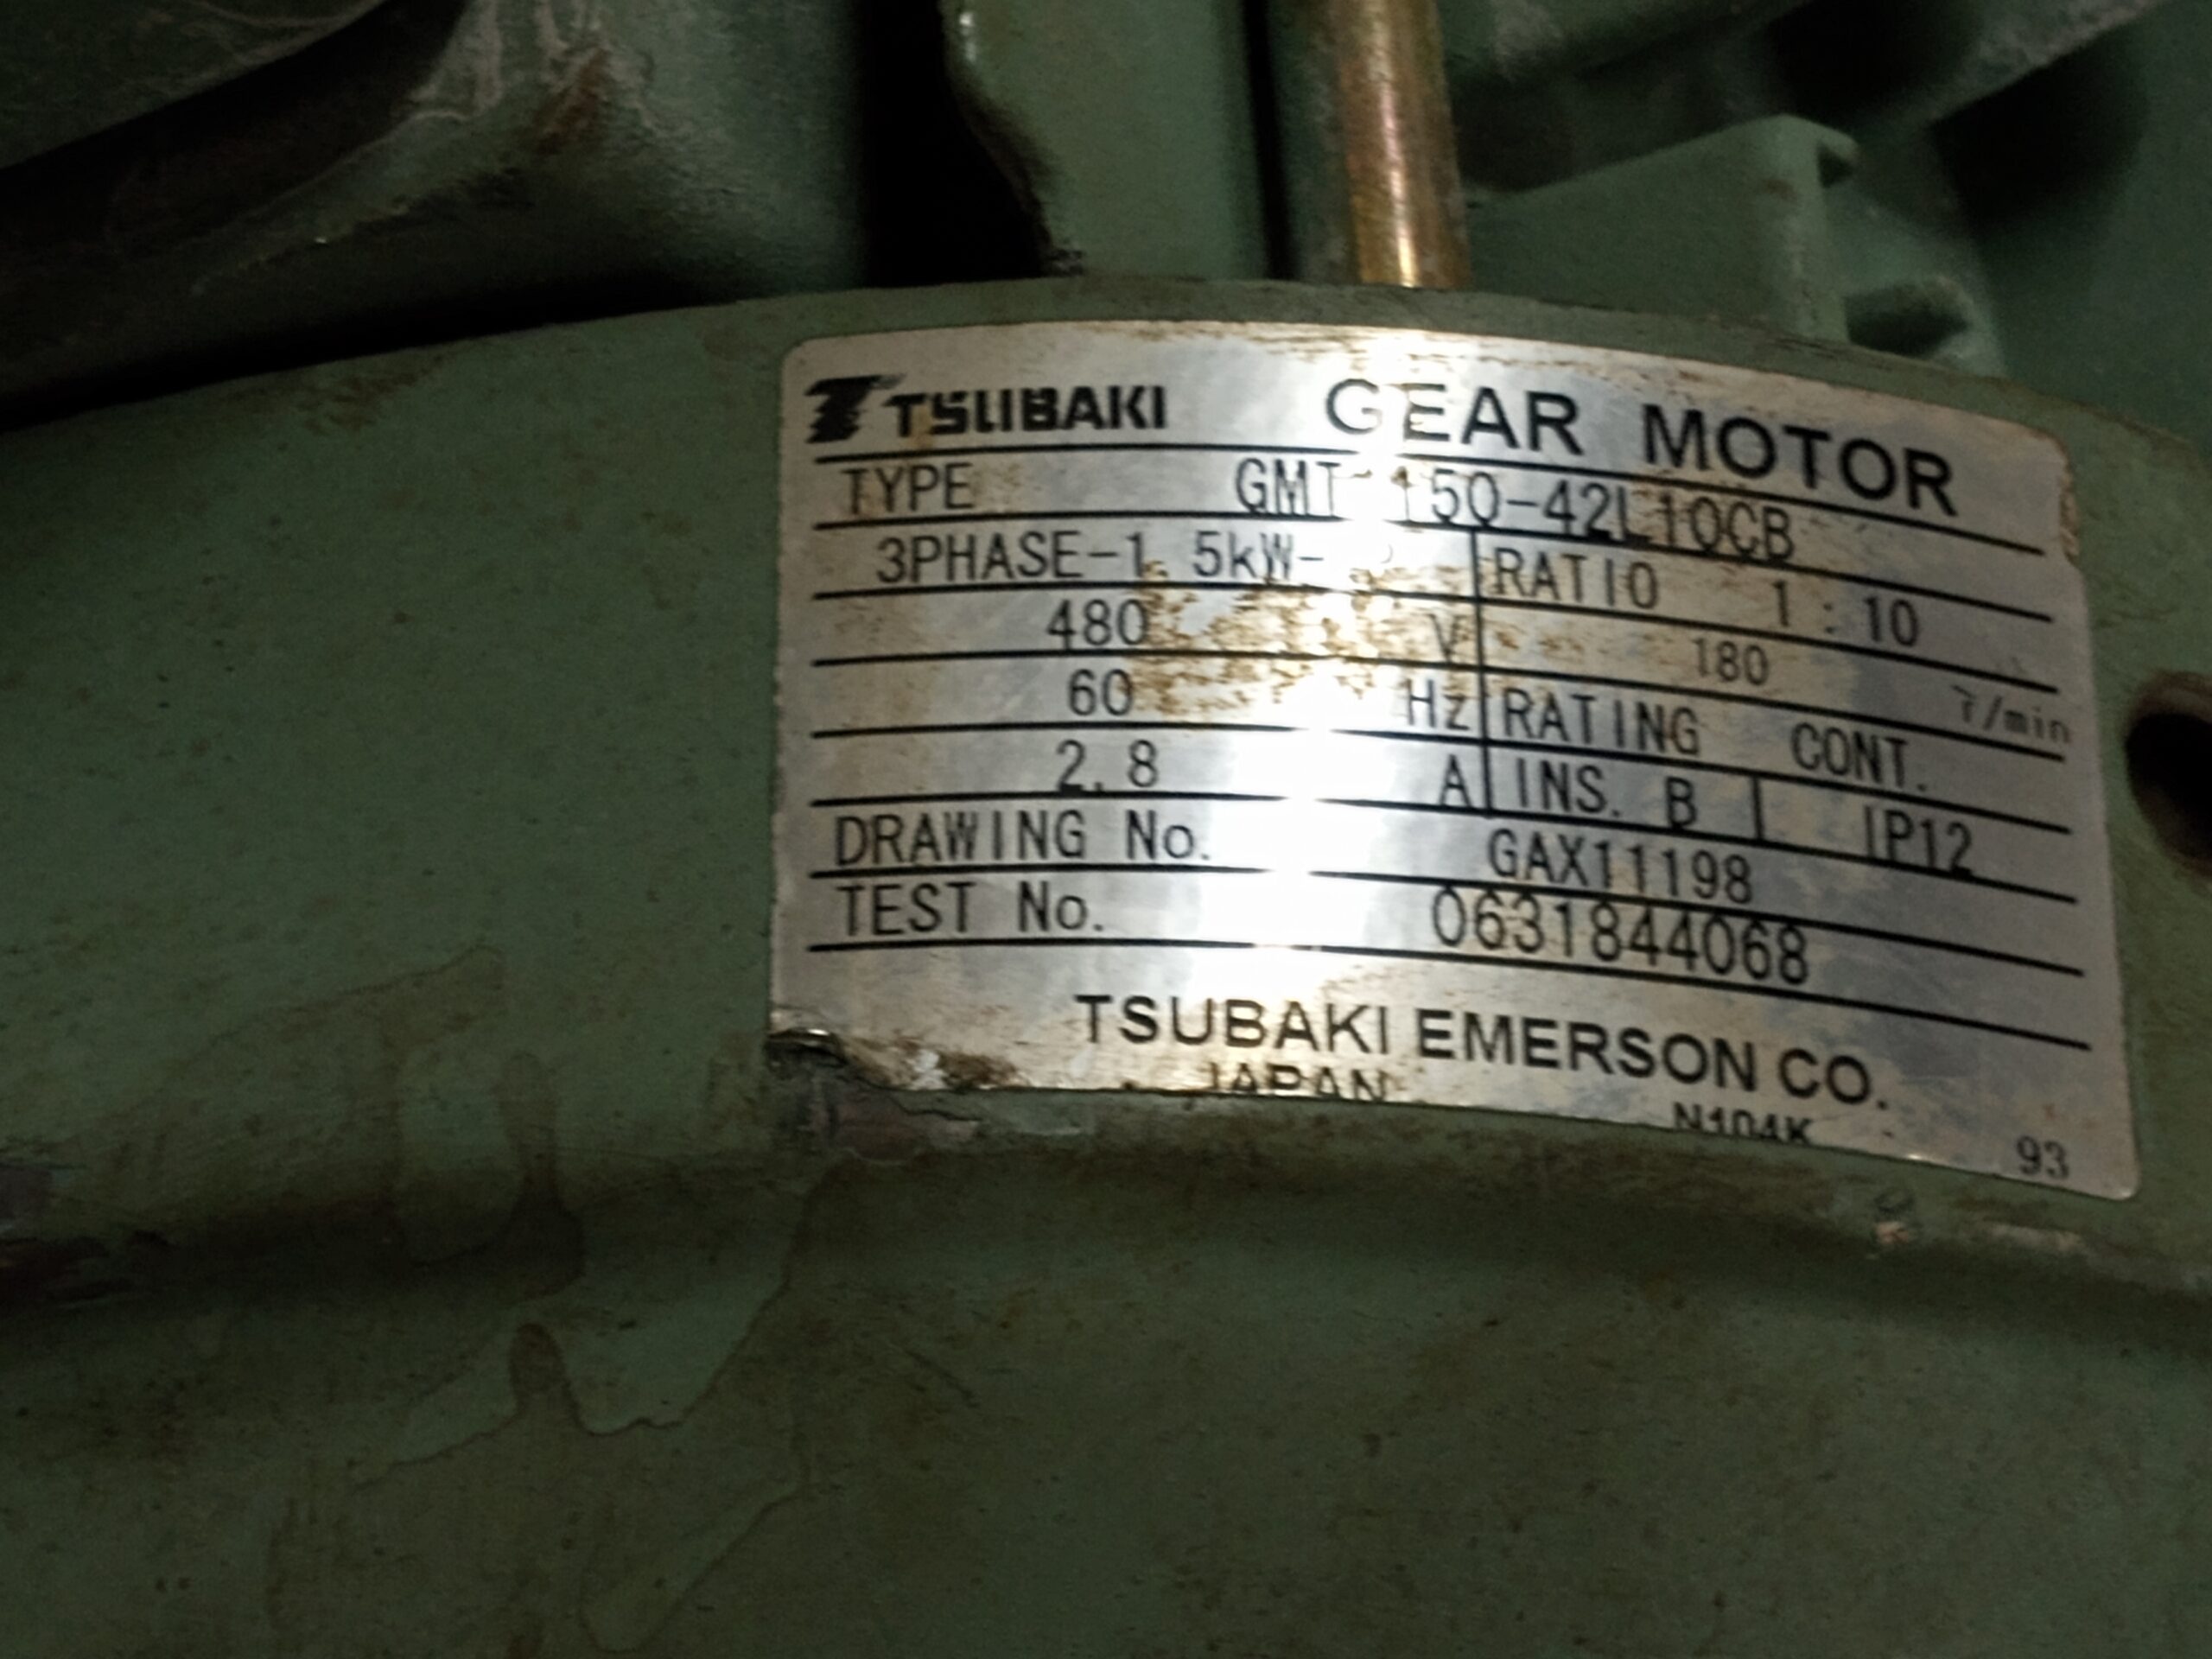 TSUBAKI GEAR MOTOR
TYPE GMT 150-42L10CB
3PHASE-1.5kW- RATIO 1:10
480 V 180 r/min
60 Hz RATING CONT.
2.8 A INS. B IP12
DRAWING No. GAX11198
TEST No. 0631844068
TSUBAKI EMERSON CO.
JAPAN
N104K 93